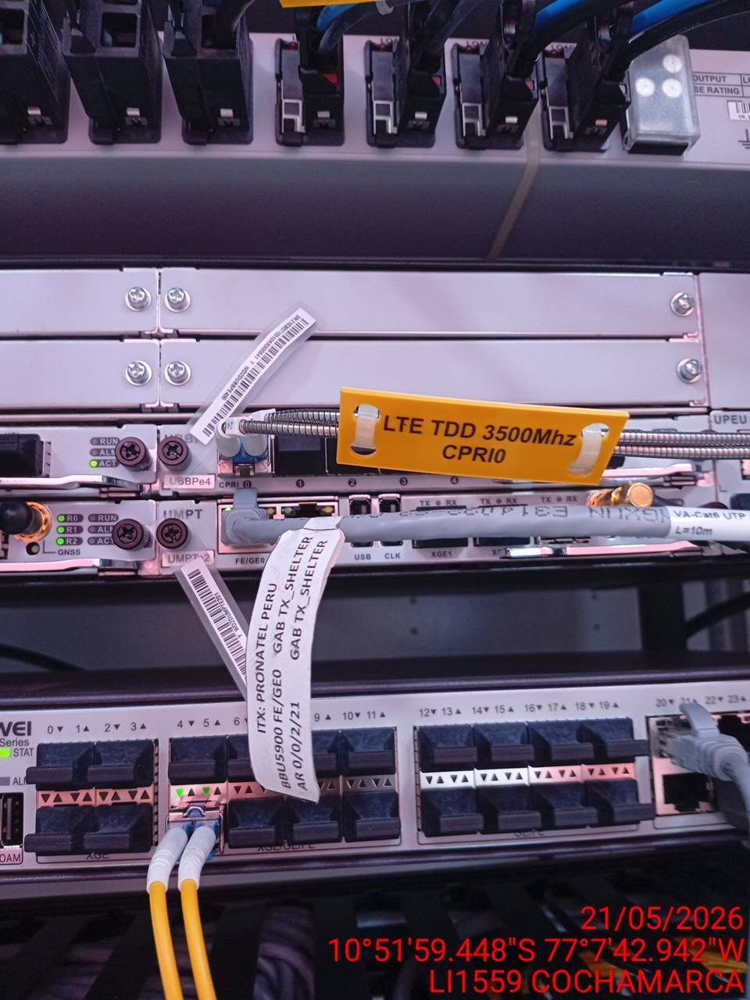 OUTPUT
SE RATING
LTE TDD 3500Mhz
CPRI0
UPEU
RUN
ALM
ACT
USBPe4
CPRI 0 1 2 3 4
R0 RUN
R1 ALM
R2 ACT
GNSS
UMPT
FE/GE0
USB CLK
XGE1
TX RX TX RX TX RX
VA-Cat6 UTP
L=10m
ITX: PRONATEL PERU
BBU5900 FE/GE0 GAB TX_SHELTER
AR 0/0/2/21 GAB TX_SHELTER
WEI
Series
STAT
0▼ 1▲ 2▼ 3▲ 4▼ 5▲ 6 9▲ 10▼ 11▲ 12▼ 13▲ 14▼ 15▲ 16▼ 17▲ 18▼ 19▲ 20▼ 21▲ 22▼ 23▲
OAM
XGE
XGE/GE/FE
GE/FE
21/05/2026
10°51'59.448"S 77°7'42.942"W
LI1559 COCHAMARCA